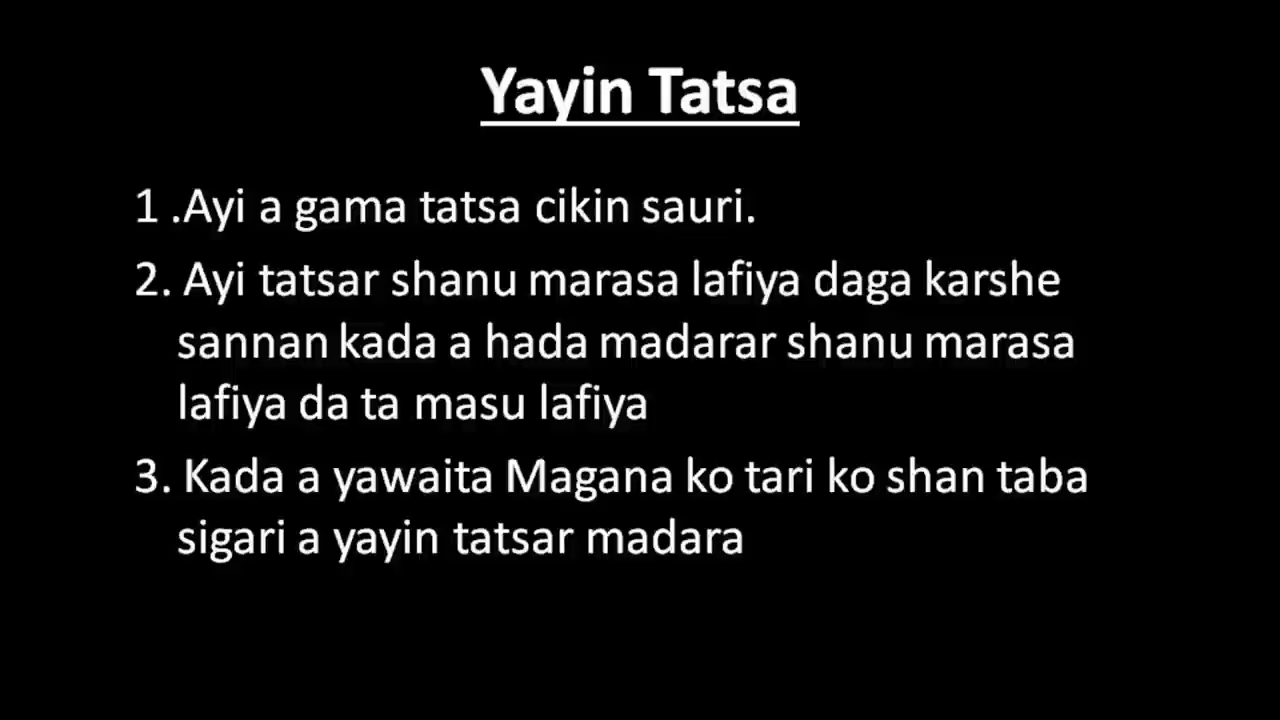 Yayin Tatsa
1 .Ayi a gama tatsa cikin sauri.
2. Ayi tatsar shanu marasa lafiya daga karshe
sannan kada a hada madarar shanu marasa
lafiya da ta masu lafiya
3. Kada a yawaita Magana ko tari ko shan taba
sigari a yayin tatsar madara